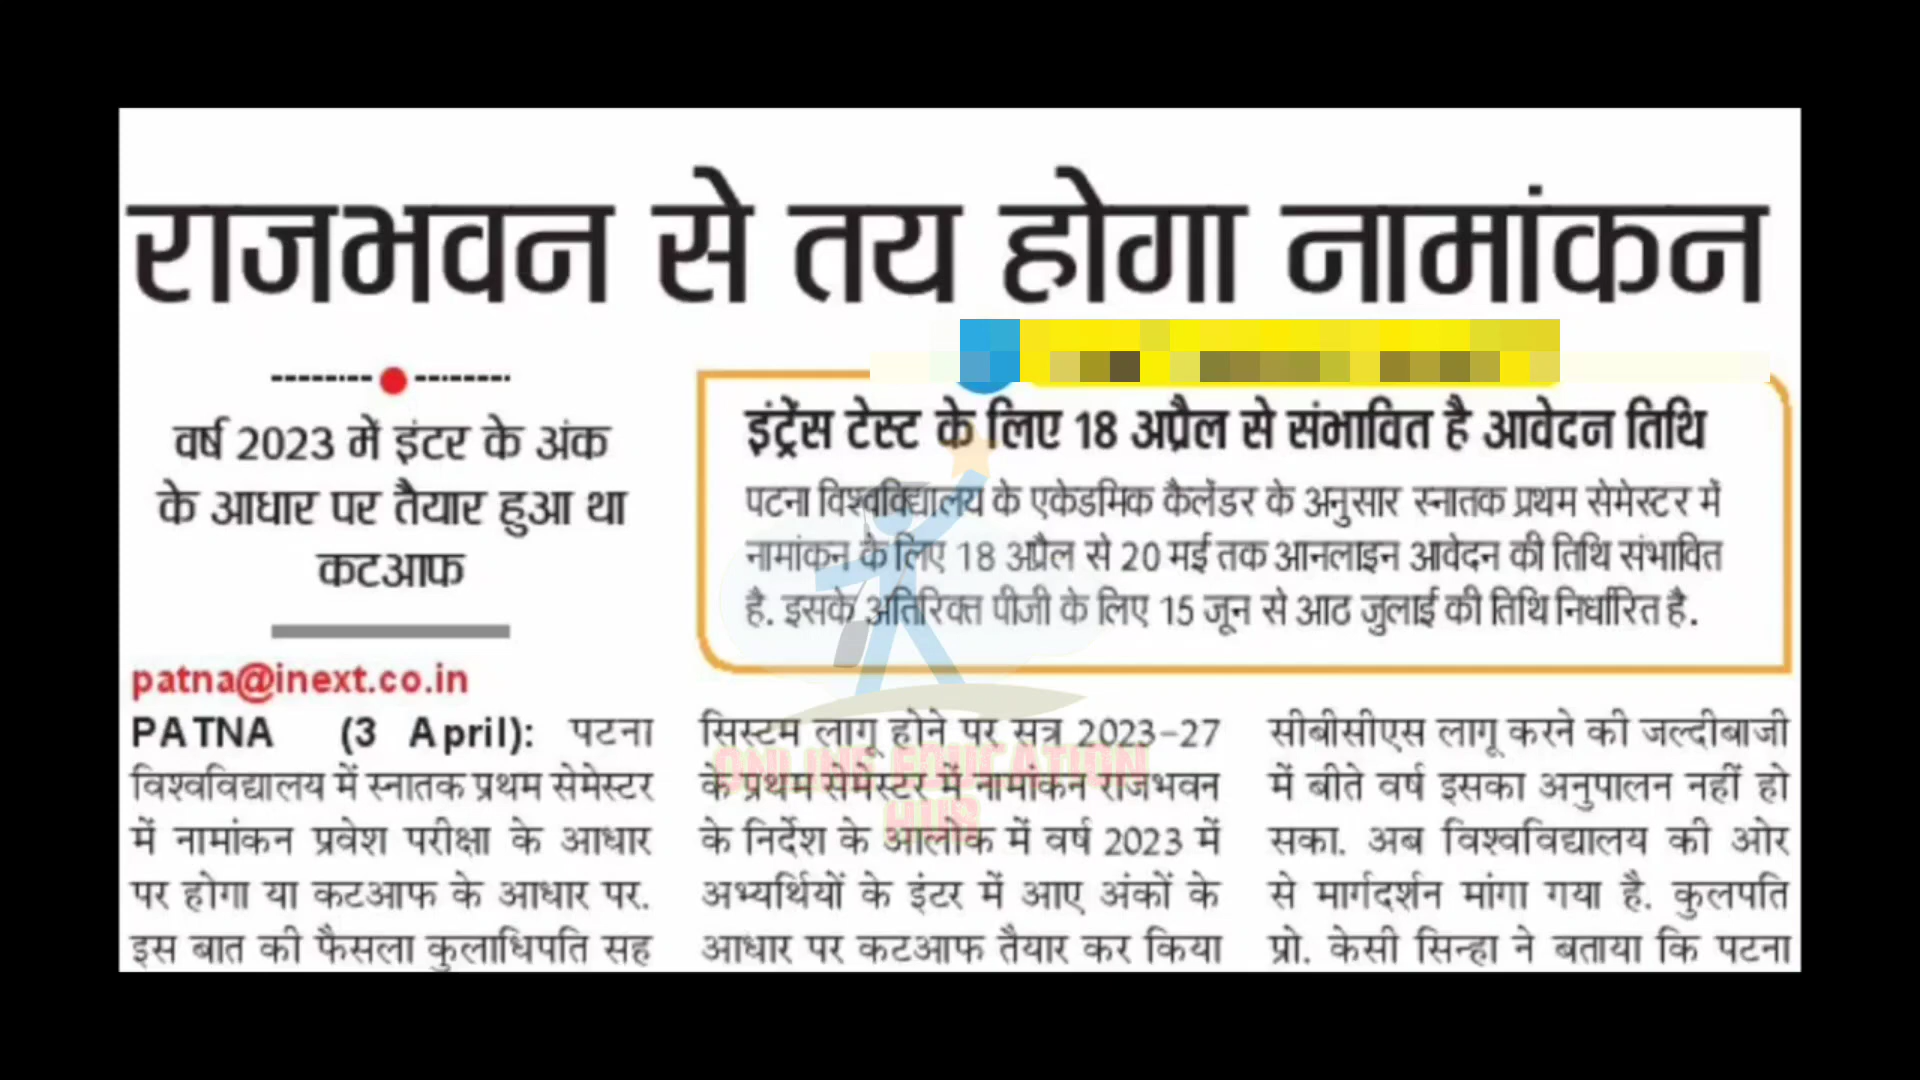 राजभवन से तय होगा नामांकन
वर्ष 2023 में इंटर के अंक
के आधार पर तैयार हुआ था
कटआफ
patna@inext.co.in
PATNA (3 April): पटना
विश्वविद्यालय में स्नातक प्रथम सेमेस्टर
में नामांकन प्रवेश परीक्षा के आधार
पर होगा या कटआफ के आधार पर.
इस बात की फैसला कुलाधिपति सह
इंट्रेंस टेस्ट के लिए 18 अप्रैल से संभावित है आवेदन तिथि
पटना विश्वविद्यालय के एकेडमिक कैलेंडर के अनुसार स्नातक प्रथम सेमेस्टर में
नामांकन के लिए 18 अप्रैल से 20 मई तक आनलाइन आवेदन की तिथि संभावित
है. इसके अतिरिक्त पीजी के लिए 15 जून से आठ जुलाई की तिथि निर्धारित है.
सिस्टम लागू होने पर सत्र 2023-27
के प्रथम सेमेस्टर में नामांकन राजभवन
के निर्देश के आलोक में वर्ष 2023 में
अभ्यर्थियों के इंटर में आए अंकों के
आधार पर कटआफ तैयार कर किया
सीबीसीएस लागू करने की जल्दीबाजी
में बीते वर्ष इसका अनुपालन नहीं हो
सका. अब विश्वविद्यालय की ओर
से मार्गदर्शन मांगा गया है. कुलपति
प्रो. केसी सिन्हा ने बताया कि पटना
ONLINE EDUCATION
HUB